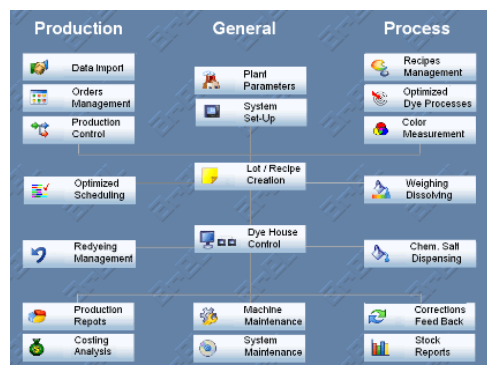 Production
General
Process
Data Import
Orders
Management
Production
Control
Plant
Parameters
System
Set-Up
Recipes
Management
Optimized
Dye Processes
Color
Measurement
Optimized
Scheduling
Lot / Recipe
Creation
Weighing
Dissolving
Redyeing
Management
Dye House
Control
Chem. Salt
Dispensing
Production
Repots
Machine
Maintenance
Corrections
Feed Back
Costing
Analysis
System
Maintenance
Stock
Reports